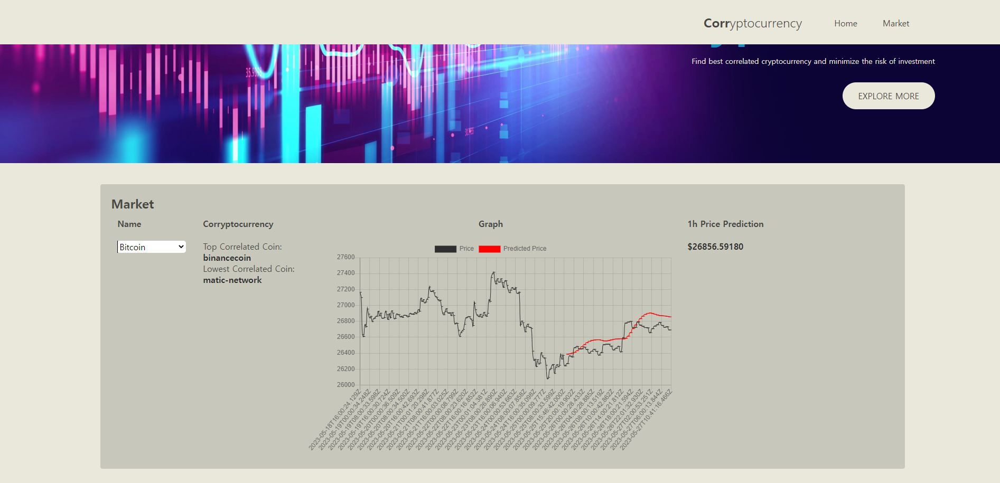 Corryptocurrency Home Market
Find best correlated cryptocurrency and minimize the risk of investment
35.9793
EXPLORE MORE
Market
Name Corryptocurrency Graph 1h Price Prediction
Bitcoin
Top Correlated Coin:
binancecoin
Lowest Correlated Coin:
matic-network
Price Predicted Price
27600
27400
27200
27000
26800
26600
26400
26200
26000
2023-05-18T16:00:24.129Z
2023-05-19T00:00:34.248Z
2023-05-19T08:00:33.598Z
2023-05-19T16:00:30.724Z
2023-05-20T00:00:36.509Z
2023-05-20T08:00:34.500Z
2023-05-20T16:00:42.693Z
2023-05-21T00:01:20.298Z
2023-05-21T08:00:41.877Z
2023-05-21T16:00:03.025Z
2023-05-22T00:00:08.799Z
2023-05-22T08:00:23.620Z
2023-05-22T16:00:16.852Z
2023-05-23T00:01:04.381Z
2023-05-23T08:00:26.890Z
2023-05-23T16:00:06.940Z
2023-05-24T00:00:53.663Z
2023-05-24T08:00:07.858Z
2023-05-24T16:00:35.098Z
2023-05-25T00:00:09.777Z
2023-05-25T08:00:33.599Z
2023-05-25T15:46:42.000Z
2023-05-25T20:00:19.902Z
2023-05-26T00:00:28.433Z
2023-05-26T04:00:28.885Z
2023-05-26T08:00:13.519Z
2023-05-26T10:00:42.862Z
2023-05-26T14:00:21.812Z
2023-05-26T18:00:21.594Z
2023-05-26T22:01:32.930Z
2023-05-27T02:00:53.251Z
2023-05-27T06:00:13.844Z
2023-05-27T10:41:16.466Z
$26856.59180